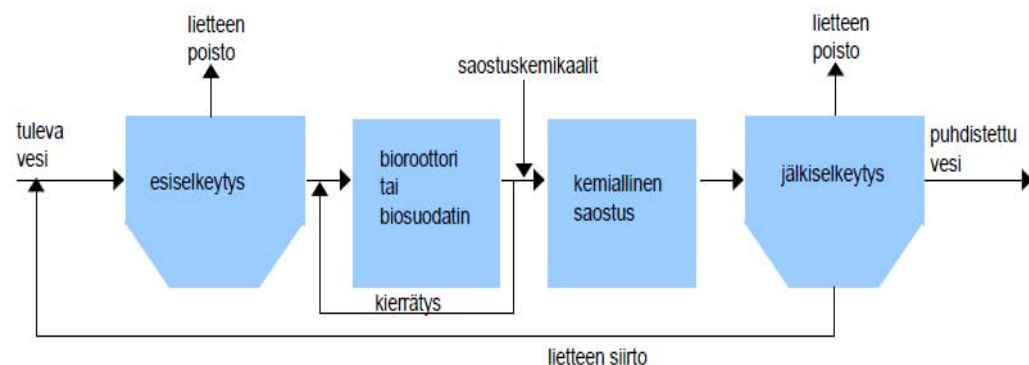 lietteen
poisto
lietteen
poisto
saostuskemikaalit
tuleva
vesi
esiselkeytys
bioroottori
tai
biosuodatin
kemiallinen
saostus
jälkiselkeytys
puhdistettu
vesi
kierrätys
lietteen siirto